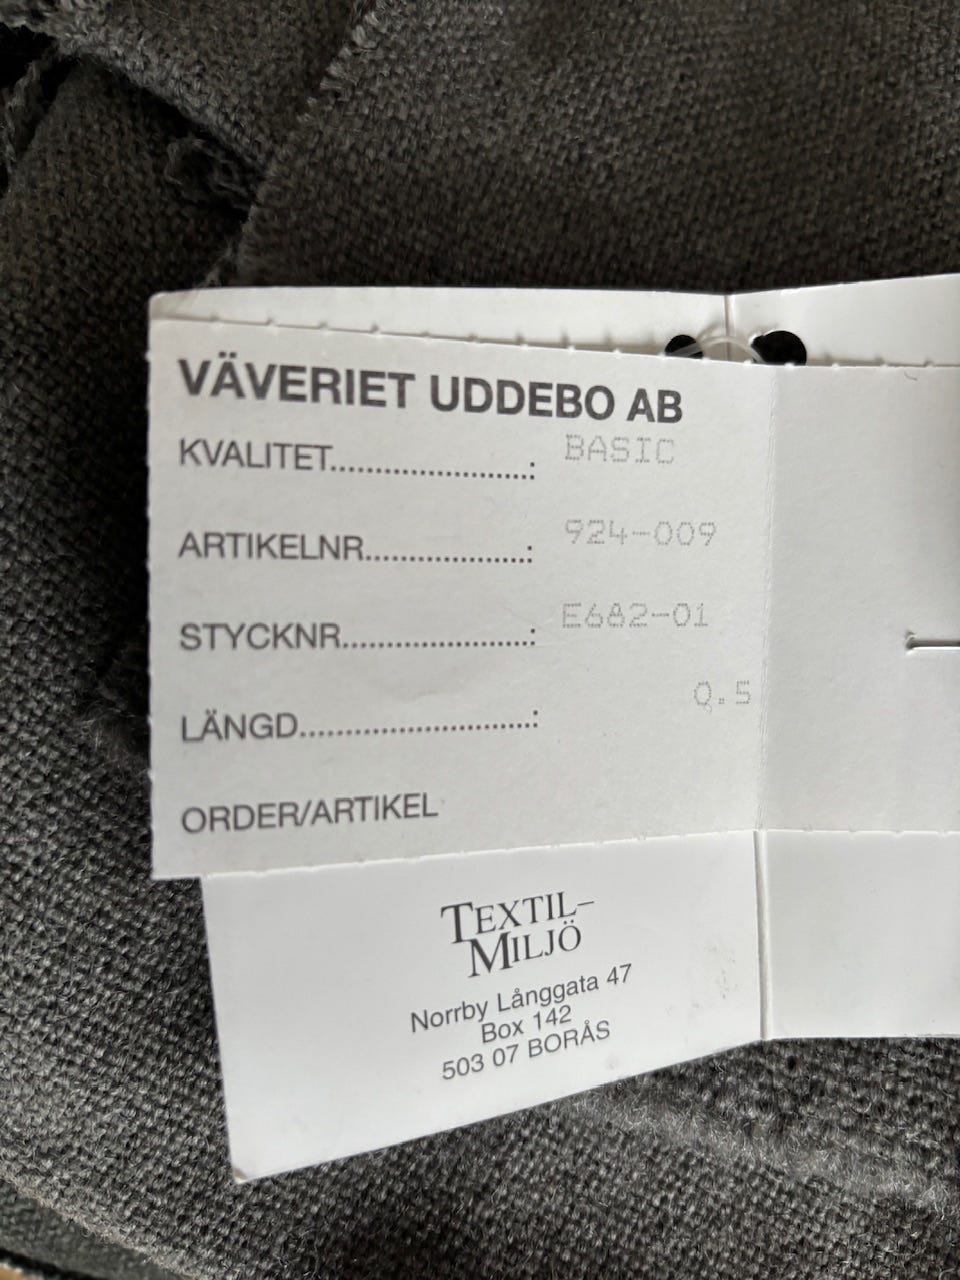 VÄVERIET UDDEBO AB
KVALITET......................: BASIC
ARTIKELNR..................: 924-009
STYCKNR.....................: E682-01
LÄNGD..........................: 0.5
ORDER/ARTIKEL
TEXTIL–
MILJÖ
Norrby Långgata 47
Box 142
503 07 BORÅS